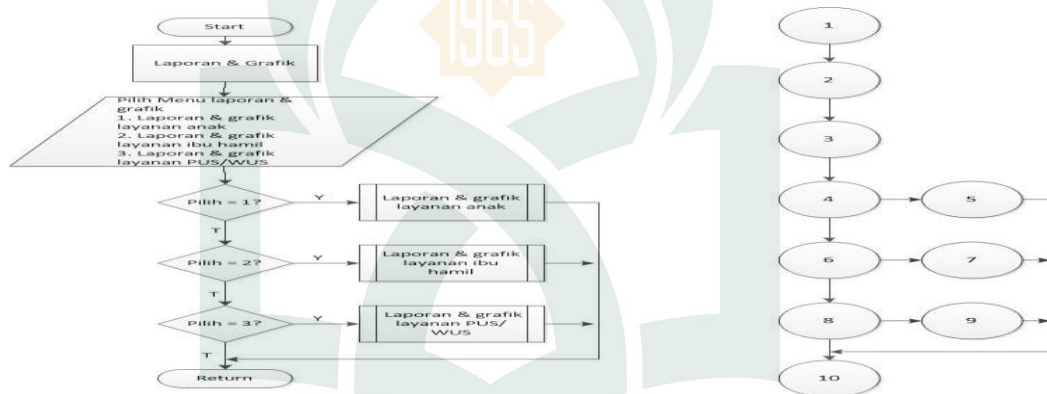 1965
Start
Laporan & Grafik
Pilih Menu laporan &
grafik
1. Laporan & grafik
layanan anak
2. Laporan & grafik
layanan ibu hamil
3. Laporan & grafik
layanan PUS/WUS
Pilih = 1?
Y
Laporan & grafik
layanan anak
T
Pilih = 2?
Y
Laporan & grafik
layanan ibu
hamil
T
Pilih = 3?
Y
Laporan & grafik
layanan PUS/
WUS
T
Return
1
2
3
4
5
6
7
8
9
10